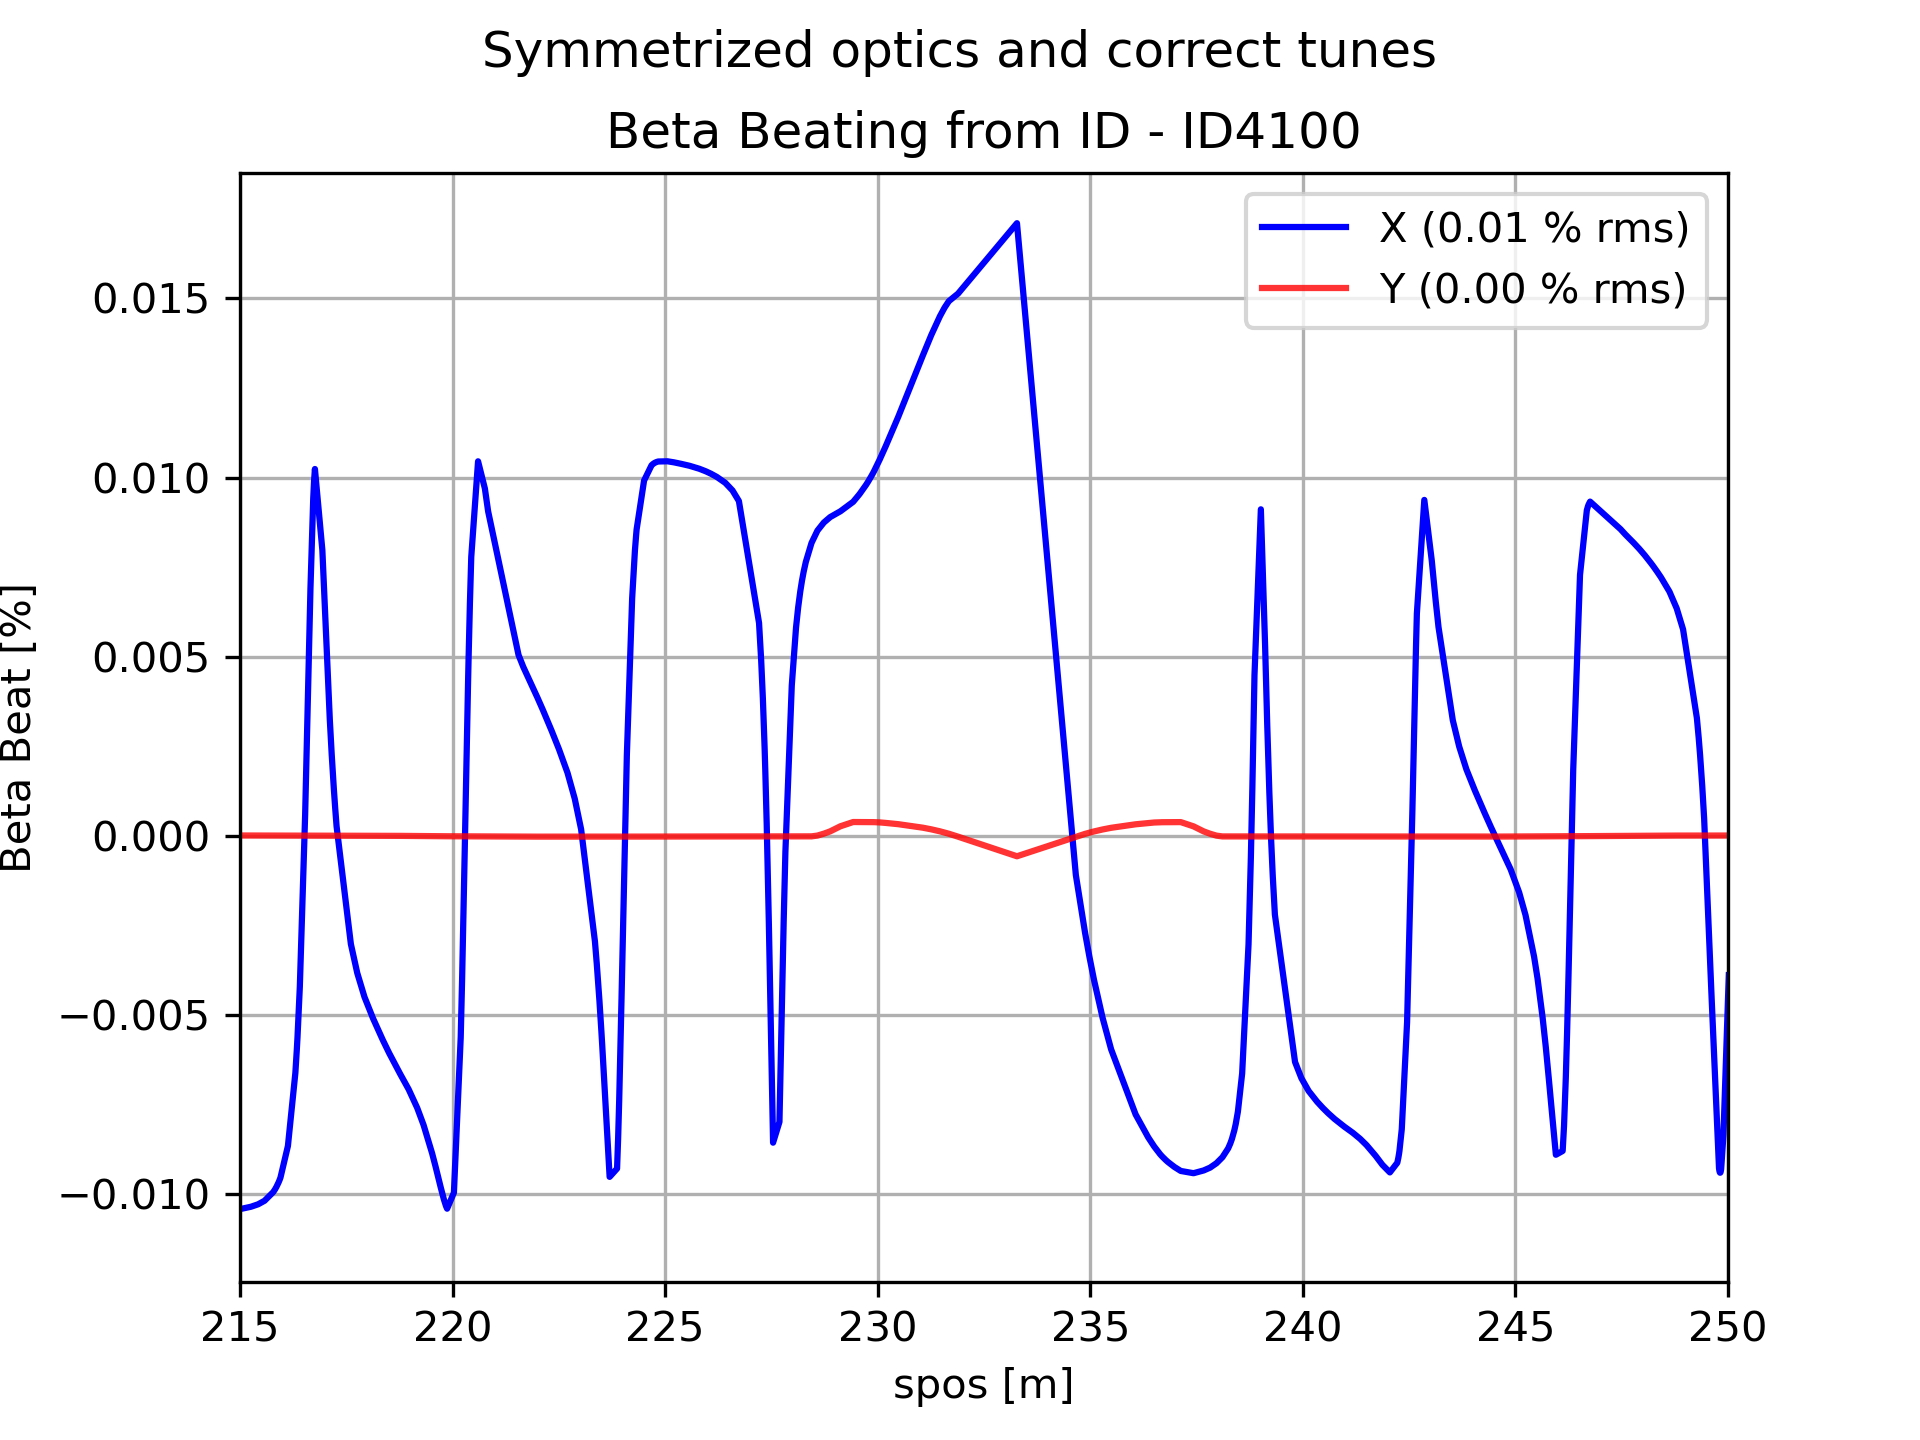 Symmetrized optics and correct tunes
Beta Beating from ID - ID4100
X (0.01 % rms)
Y (0.00 % rms)
Beta Beat [%]
0.015
0.010
0.005
0.000
−0.005
−0.010
215 220 225 230 235 240 245 250
spos [m]